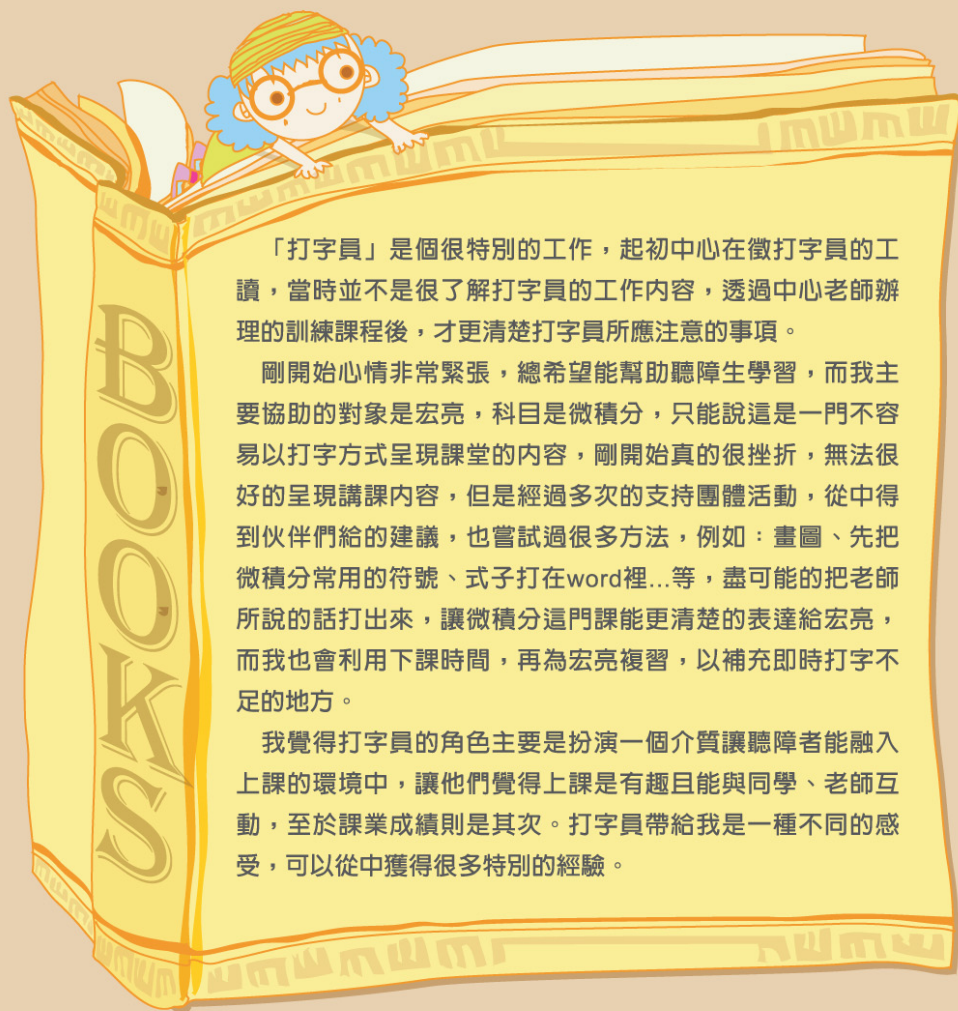 BOOKS
「打字員」是個很特別的工作，起初中心在徵打字員的工
讀，當時並不是很了解打字員的工作內容，透過中心老師辦
理的訓練課程後，才更清楚打字員所應注意的事項。
剛開始心情非常緊張，總希望能幫助聽障生學習，而我主
要協助的對象是宏亮，科目是微積分，只能說這是一門不容
易以打字方式呈現課堂的內容，剛開始真的很挫折，無法很
好的呈現講課內容，但是經過多次的支持團體活動，從中得
到伙伴們給的建議，也嘗試過很多方法，例如：畫圖、先把
微積分常用的符號、式子打在word裡...等，盡可能的把老師
所說的話打出來，讓微積分這門課能更清楚的表達給宏亮，
而我也會利用下課時間，再為宏亮複習，以補充即時打字不
足的地方。
我覺得打字員的角色主要是扮演一個介質讓聽障者能融入
上課的環境中，讓他們覺得上課是有趣且能與同學、老師互
動，至於課業成績則是其次。打字員帶給我是一種不同的感
受，可以從中獲得很多特別的經驗。